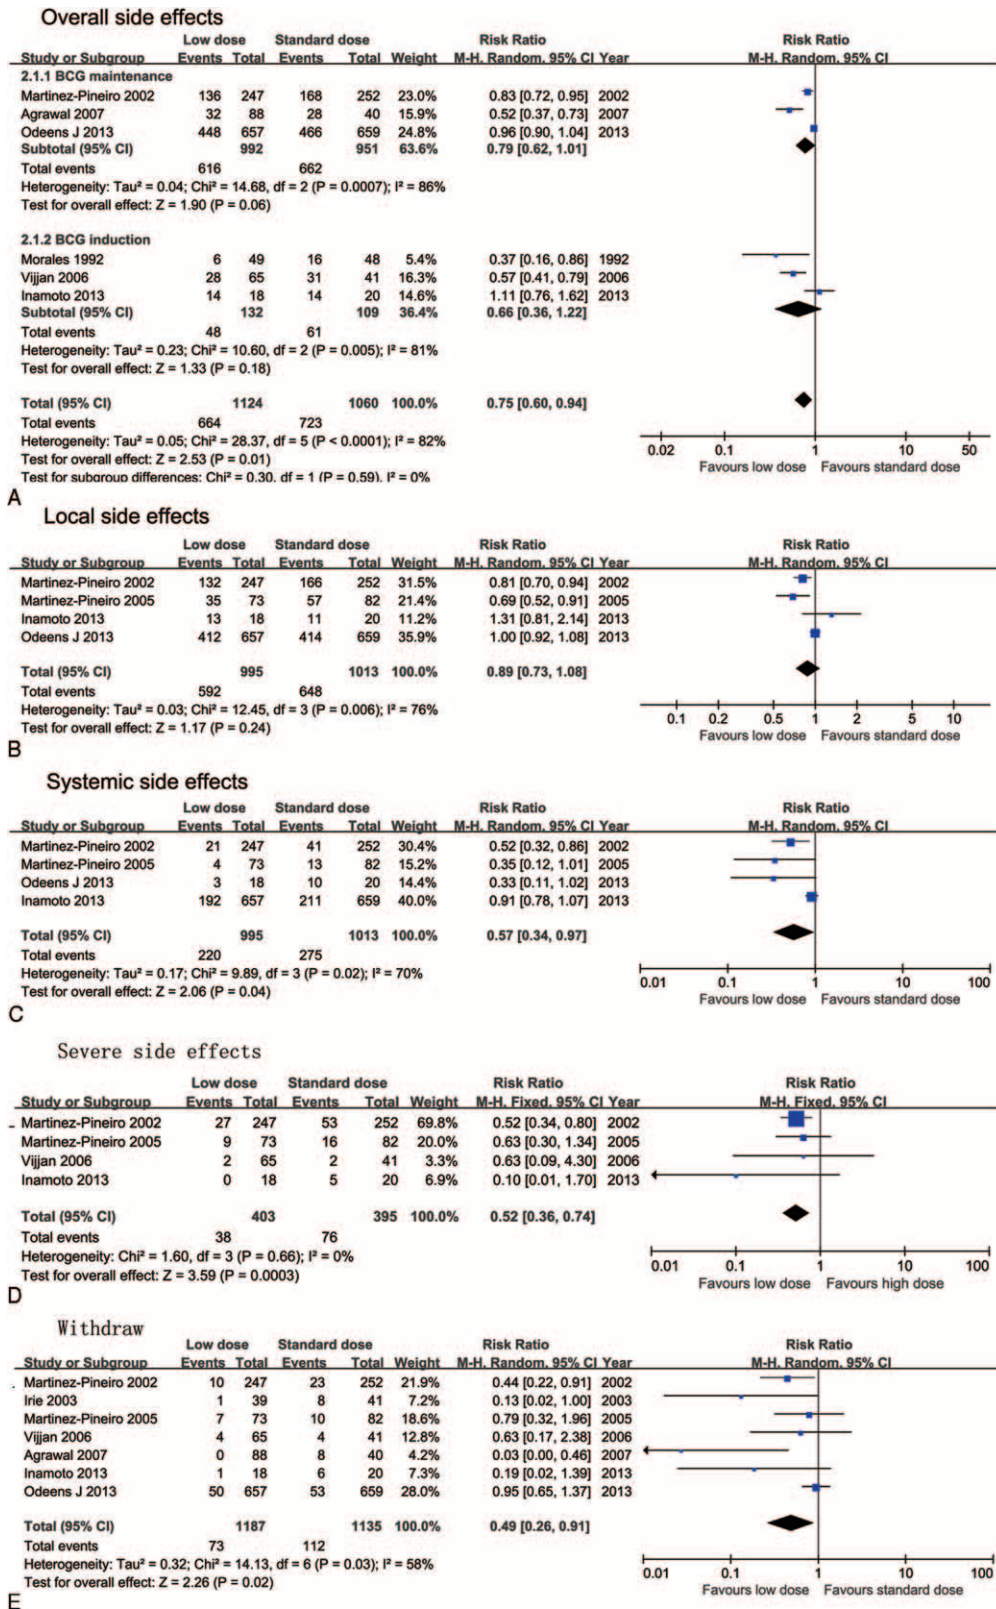 Overall side effects
Low dose Standard dose Risk Ratio Risk Ratio
Study or Subgroup Events Total Events Total Weight M-H. Random. 95% CI Year M-H. Random. 95% CI
2.1.1 BCG maintenance
Martinez-Pineiro 2002 136 247 168 252 23.0% 0.83 [0.72, 0.95] 2002
Agrawal 2007 32 88 28 40 15.9% 0.52 [0.37, 0.73] 2007
Odeens J 2013 448 657 466 659 24.8% 0.96 [0.90, 1.04] 2013
Subtotal (95% CI) 992 951 63.6% 0.79 [0.62, 1.01]
Total events 616 662
Heterogeneity: Tau² = 0.04; Chi² = 14.68, df = 2 (P = 0.0007); I² = 86%
Test for overall effect: Z = 1.90 (P = 0.06)
2.1.2 BCG induction
Morales 1992 6 49 16 48 5.4% 0.37 [0.16, 0.86] 1992
Vijjan 2006 28 65 31 41 16.3% 0.57 [0.41, 0.79] 2006
Inamoto 2013 14 18 14 20 14.6% 1.11 [0.76, 1.62] 2013
Subtotal (95% CI) 132 109 36.4% 0.66 [0.36, 1.22]
Total events 48 61
Heterogeneity: Tau² = 0.23; Chi² = 10.60, df = 2 (P = 0.005); I² = 81%
Test for overall effect: Z = 1.33 (P = 0.18)
Total (95% CI) 1124 1060 100.0% 0.75 [0.60, 0.94]
Total events 664 723
Heterogeneity: Tau² = 0.05; Chi² = 28.37, df = 5 (P < 0.0001); I² = 82%
Test for overall effect: Z = 2.53 (P = 0.01)
Test for subgroup differences: Chi² = 0.30. df = 1 (P = 0.59). I² = 0%
0.02 0.1 1 10 50
Favours low dose Favours standard dose
A
Local side effects
Low dose Standard dose Risk Ratio Risk Ratio
Study or Subgroup Events Total Events Total Weight M-H. Random. 95% CI Year M-H. Random. 95% CI
Martinez-Pineiro 2002 132 247 166 252 31.5% 0.81 [0.70, 0.94] 2002
Martinez-Pineiro 2005 35 73 57 82 21.4% 0.69 [0.52, 0.91] 2005
Inamoto 2013 13 18 11 20 11.2% 1.31 [0.81, 2.14] 2013
Odeens J 2013 412 657 414 659 35.9% 1.00 [0.92, 1.08] 2013
Total (95% CI) 995 1013 100.0% 0.89 [0.73, 1.08]
Total events 592 648
Heterogeneity: Tau² = 0.03; Chi² = 12.45, df = 3 (P = 0.006); I² = 76%
Test for overall effect: Z = 1.17 (P = 0.24)
0.1 0.2 0.5 1 2 5 10
Favours low dose Favours standard dose
B
Systemic side effects
Low dose Standard dose Risk Ratio Risk Ratio
Study or Subgroup Events Total Events Total Weight M-H. Random. 95% CI Year M-H. Random. 95% CI
Martinez-Pineiro 2002 21 247 41 252 30.4% 0.52 [0.32, 0.86] 2002
Martinez-Pineiro 2005 4 73 13 82 15.2% 0.35 [0.12, 1.01] 2005
Odeens J 2013 3 18 10 20 14.4% 0.33 [0.11, 1.02] 2013
Inamoto 2013 192 657 211 659 40.0% 0.91 [0.78, 1.07] 2013
Total (95% CI) 995 1013 100.0% 0.57 [0.34, 0.97]
Total events 220 275
Heterogeneity: Tau² = 0.17; Chi² = 9.89, df = 3 (P = 0.02); I² = 70%
Test for overall effect: Z = 2.06 (P = 0.04)
0.01 0.1 1 10 100
Favours low dose Favours standard dose
C
Severe side effects
Low dose Standard dose Risk Ratio Risk Ratio
Study or Subgroup Events Total Events Total Weight M-H. Fixed. 95% CI Year M-H. Fixed. 95% CI
Martinez-Pineiro 2002 27 247 53 252 69.8% 0.52 [0.34, 0.80] 2002
Martinez-Pineiro 2005 9 73 16 82 20.0% 0.63 [0.30, 1.34] 2005
Vijjan 2006 2 65 2 41 3.3% 0.63 [0.09, 4.30] 2006
Inamoto 2013 0 18 5 20 6.9% 0.10 [0.01, 1.70] 2013
Total (95% CI) 403 395 100.0% 0.52 [0.36, 0.74]
Total events 38 76
Heterogeneity: Chi² = 1.60, df = 3 (P = 0.66); I² = 0%
Test for overall effect: Z = 3.59 (P = 0.0003)
0.01 0.1 1 10 100
Favours low dose Favours high dose
D
Withdraw
Low dose Standard dose Risk Ratio Risk Ratio
Study or Subgroup Events Total Events Total Weight M-H. Random. 95% CI Year M-H. Random. 95% CI
Martinez-Pineiro 2002 10 247 23 252 21.9% 0.44 [0.22, 0.91] 2002
Irie 2003 1 39 8 41 7.2% 0.13 [0.02, 1.00] 2003
Martinez-Pineiro 2005 7 73 10 82 18.6% 0.79 [0.32, 1.96] 2005
Vijjan 2006 4 65 4 41 12.8% 0.63 [0.17, 2.38] 2006
Agrawal 2007 0 88 8 40 4.2% 0.03 [0.00, 0.46] 2007
Inamoto 2013 1 18 6 20 7.3% 0.19 [0.02, 1.39] 2013
Odeens J 2013 50 657 53 659 28.0% 0.95 [0.65, 1.37] 2013
Total (95% CI) 1187 1135 100.0% 0.49 [0.26, 0.91]
Total events 73 112
Heterogeneity: Tau² = 0.32; Chi² = 14.13, df = 6 (P = 0.03); I² = 58%
Test for overall effect: Z = 2.26 (P = 0.02)
0.01 0.1 1 10 100
Favours low dose Favours standard dose
E